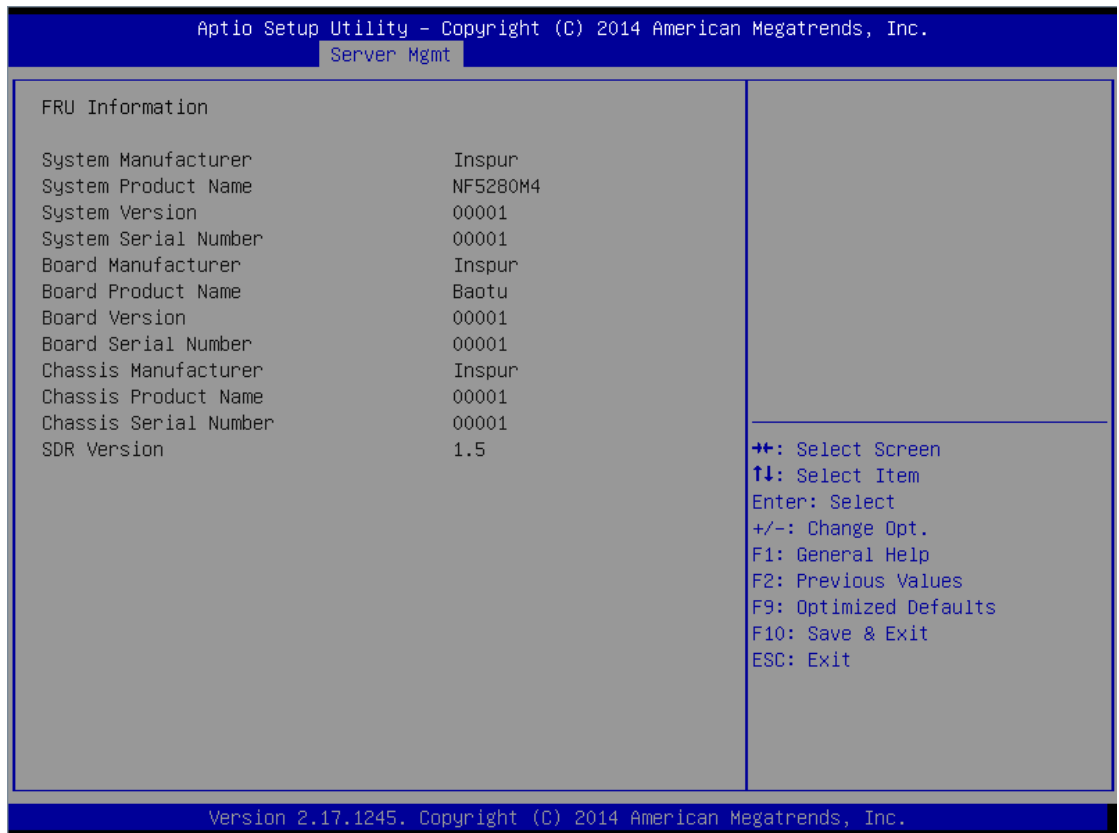 Aptio Setup Utility – Copyright (C) 2014 American Megatrends, Inc.
Server Mgmt
FRU Information
System Manufacturer Inspur
System Product Name NF5280M4
System Version 00001
System Serial Number 00001
Board Manufacturer Inspur
Board Product Name Baotu
Board Version 00001
Board Serial Number 00001
Chassis Manufacturer Inspur
Chassis Product Name 00001
Chassis Serial Number 00001
SDR Version 1.5
→←: Select Screen
↑↓: Select Item
Enter: Select
+/-: Change Opt.
F1: General Help
F2: Previous Values
F9: Optimized Defaults
F10: Save & Exit
ESC: Exit
Version 2.17.1245. Copyright (C) 2014 American Megatrends, Inc.